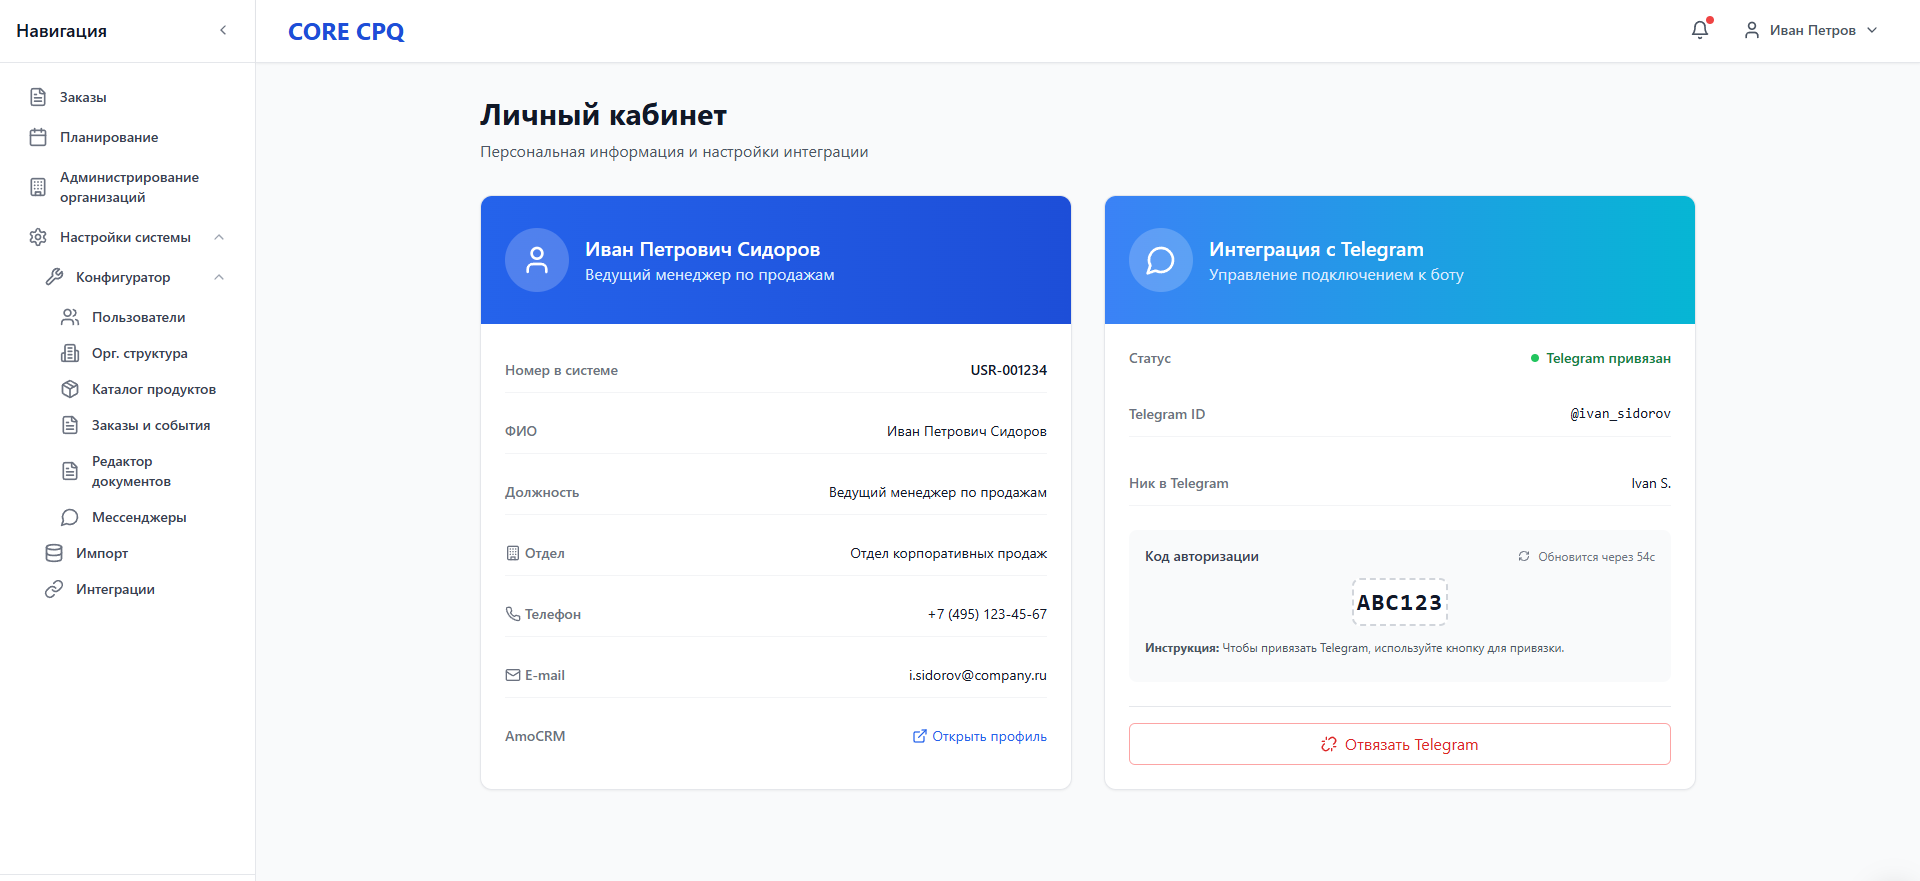 Навигация
Заказы
Планирование
Администрирование
организаций
Настройки системы
Конфигуратор
Пользователи
Орг. структура
Каталог продуктов
Заказы и события
Редактор
документов
Мессенджеры
Импорт
Интеграции
CORE CPQ
Иван Петров
Личный кабинет
Персональная информация и настройки интеграции
Иван Петрович Сидоров
Ведущий менеджер по продажам
Номер в системе USR-001234
ФИО Иван Петрович Сидоров
Должность Ведущий менеджер по продажам
Отдел Отдел корпоративных продаж
Телефон +7 (495) 123-45-67
E-mail i.sidorov@company.ru
AmoCRM Открыть профиль
Интеграция с Telegram
Управление подключением к боту
Статус Telegram привязан
Telegram ID @ivan_sidorov
Ник в Telegram Ivan S.
Код авторизации Обновится через 54с
ABC123
Инструкция: Чтобы привязать Telegram, используйте кнопку для привязки.
Отвязать Telegram